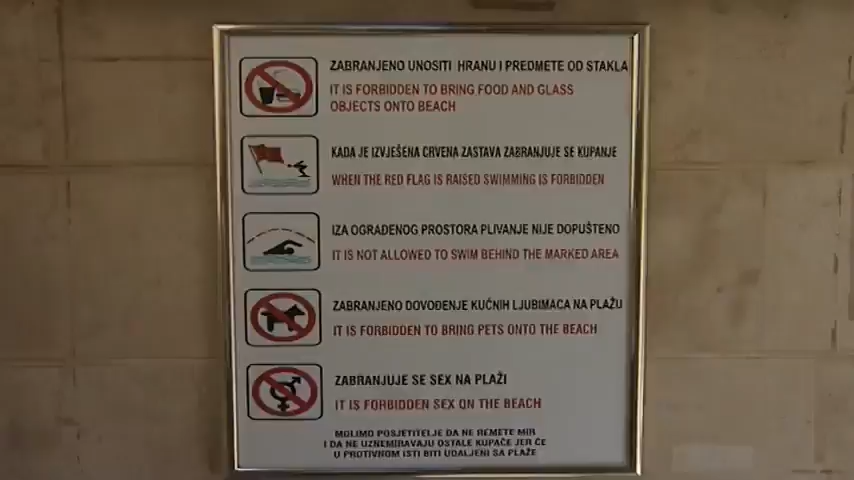 ZABRANJENO UNOSITI HRANU I PREDMETE OD STAKLA
IT IS FORBIDDEN TO BRING FOOD AND GLASS
OBJECTS ONTO BEACH
KADA JE IZVJEŠENA CRVENA ZASTAVA ZABRANJUJE SE KUPANJE
WHEN THE RED FLAG IS RAISED SWIMMING IS FORBIDDEN
IZA OGRAĐENOG PROSTORA PLIVANJE NIJE DOPUŠTENO
IT IS NOT ALLOWED TO SWIM BEHIND THE MARKED AREA
ZABRANJENO DOVOĐENJE KUĆNIH LJUBIMACA NA PLAŽU
IT IS FORBIDDEN TO BRING PETS ONTO THE BEACH
ZABRANJUJE SE SEX NA PLAŽI
IT IS FORBIDDEN SEX ON THE BEACH
MOLIMO POSJETITELJE DA NE REMETE MIR
I DA NE UZNEMIRAVAJU OSTALE KUPAČE JER ĆE
U PROTIVNOM ISTI BITI UDALJENI SA PLAŽE